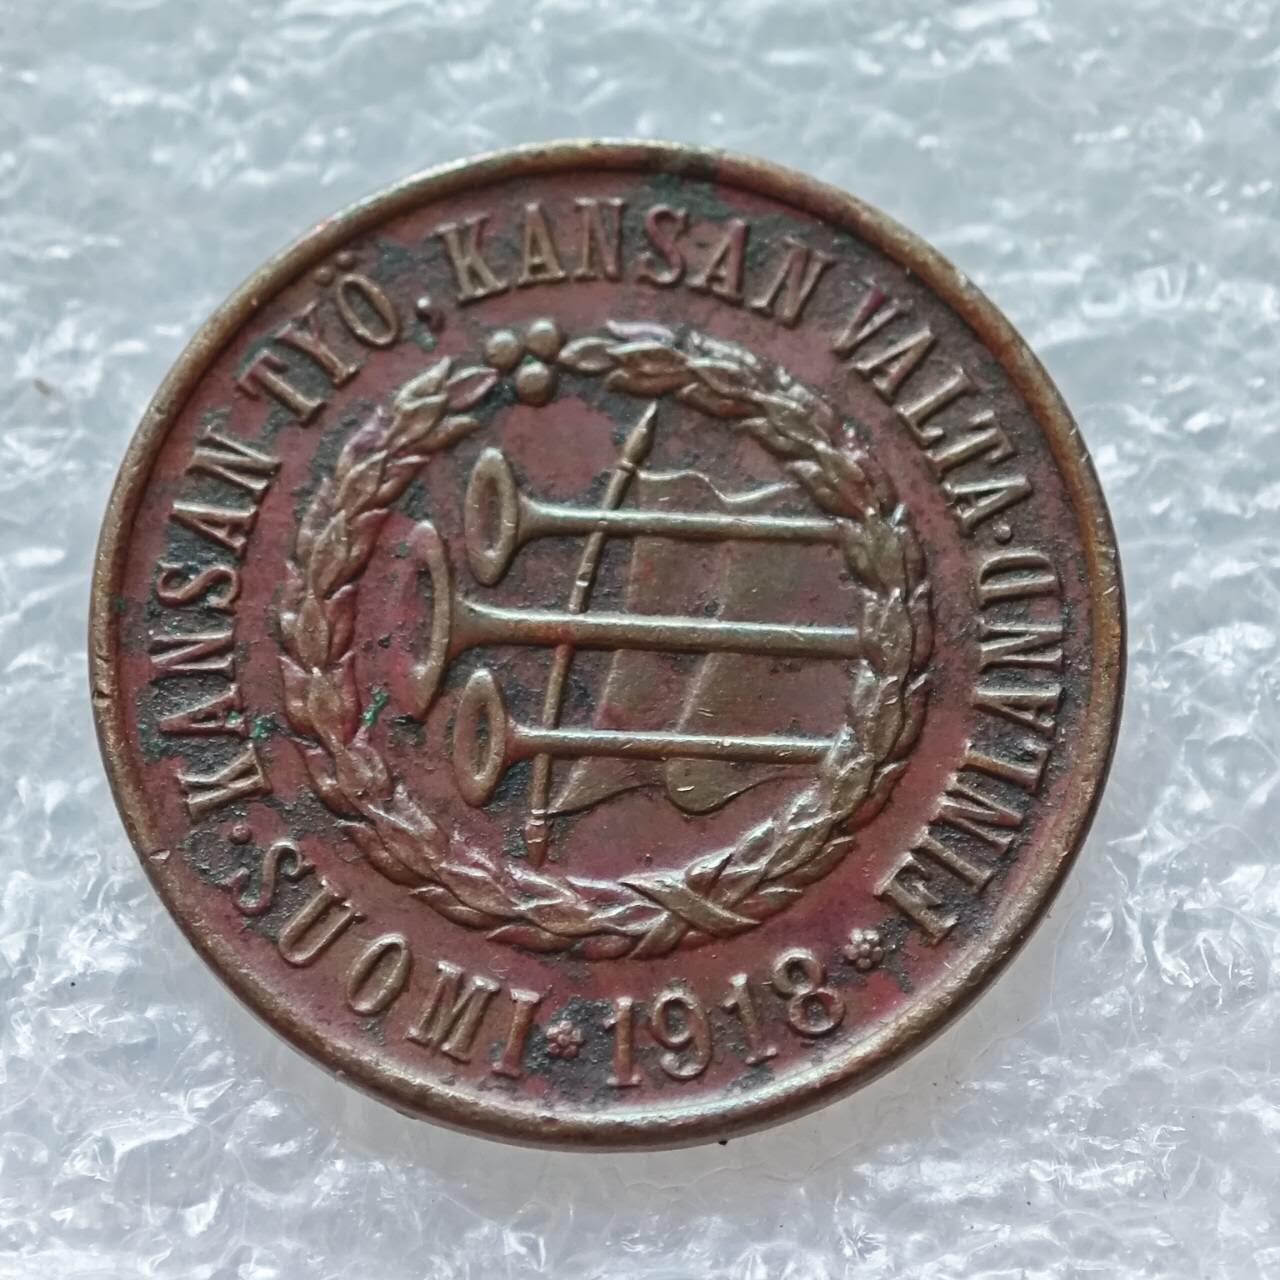 KANSAN TYÖ, KANSAN VALTA · SUOMI * 1918 * FINLAND ·